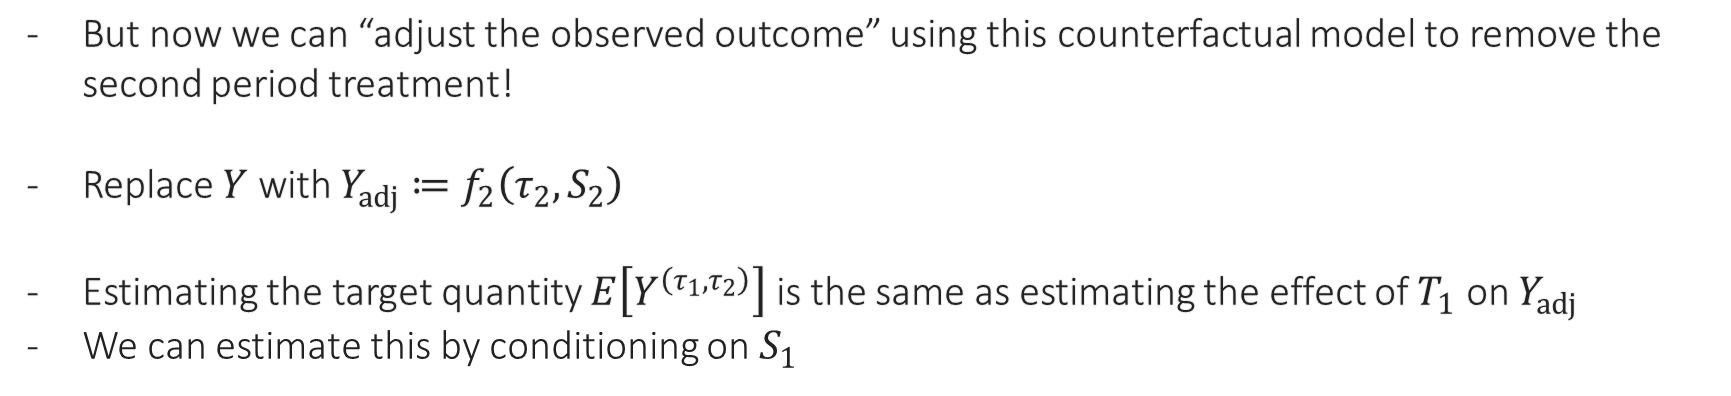 - But now we can “adjust the observed outcome” using this counterfactual model to remove the
second period treatment!
- Replace Y with Y_adj ≔ f_2(τ_2, S_2)
- Estimating the target quantity E[Y^(τ_1,τ_2)] is the same as estimating the effect of T_1 on Y_adj
- We can estimate this by conditioning on S_1